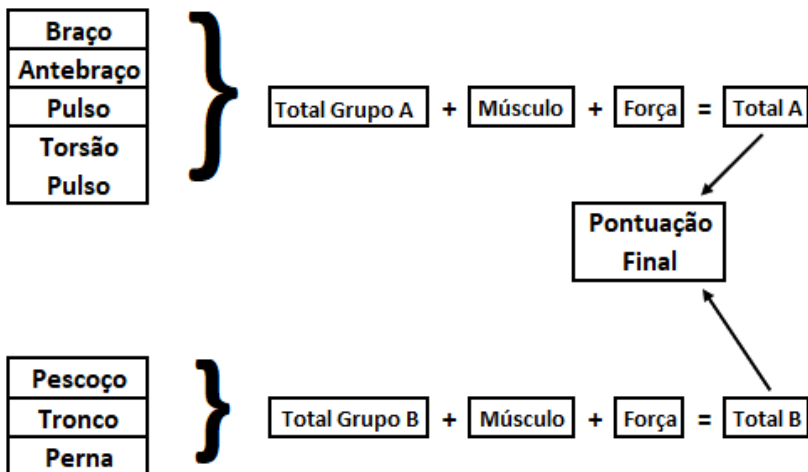 Braço
Antebraço
Pulso
Torsão
Pulso
Total Grupo A + Músculo + Força = Total A
Pontuação
Final
Pescoço
Tronco
Perna
Total Grupo B + Músculo + Força = Total B